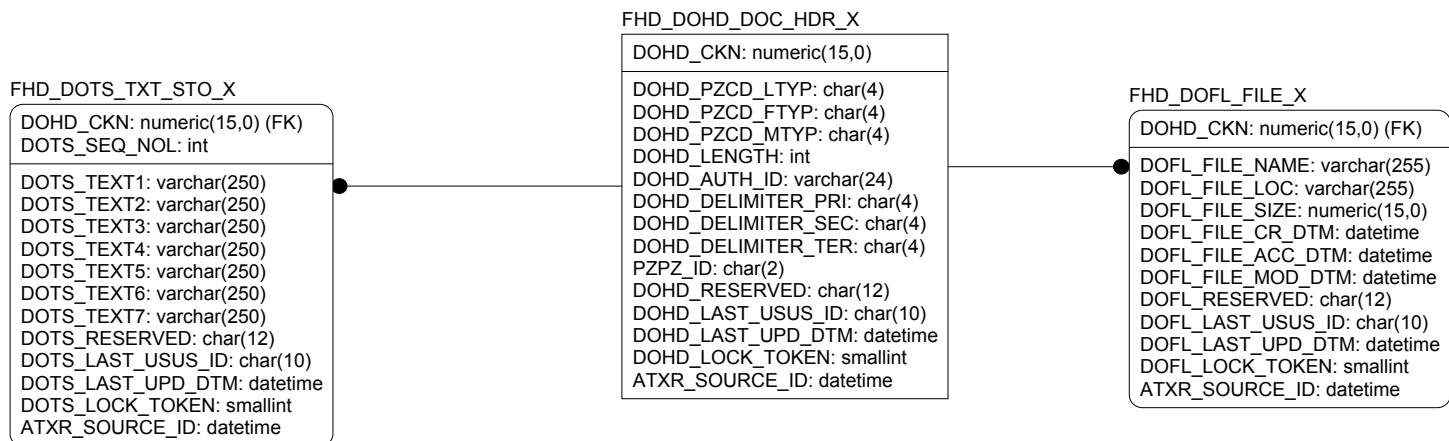 FHD_DOTS_TXT_STO_X
DOHD_CKN: numeric(15,0) (FK)
DOTS_SEQ_NOL: int
DOTS_TEXT1: varchar(250)
DOTS_TEXT2: varchar(250)
DOTS_TEXT3: varchar(250)
DOTS_TEXT4: varchar(250)
DOTS_TEXT5: varchar(250)
DOTS_TEXT6: varchar(250)
DOTS_TEXT7: varchar(250)
DOTS_RESERVED: char(12)
DOTS_LAST_USUS_ID: char(10)
DOTS_LAST_UPD_DTM: datetime
DOTS_LOCK_TOKEN: smallint
ATXR_SOURCE_ID: datetime
FHD_DOHD_DOC_HDR_X
DOHD_CKN: numeric(15,0)
DOHD_PZCD_LTYP: char(4)
DOHD_PZCD_FTYP: char(4)
DOHD_PZCD_MTYP: char(4)
DOHD_LENGTH: int
DOHD_AUTH_ID: varchar(24)
DOHD_DELIMITER_PRI: char(4)
DOHD_DELIMITER_SEC: char(4)
DOHD_DELIMITER_TER: char(4)
PZPZ_ID: char(2)
DOHD_RESERVED: char(12)
DOHD_LAST_USUS_ID: char(10)
DOHD_LAST_UPD_DTM: datetime
DOHD_LOCK_TOKEN: smallint
ATXR_SOURCE_ID: datetime
FHD_DOFL_FILE_X
DOHD_CKN: numeric(15,0) (FK)
DOFL_FILE_NAME: varchar(255)
DOFL_FILE_LOC: varchar(255)
DOFL_FILE_SIZE: numeric(15,0)
DOFL_FILE_CR_DTM: datetime
DOFL_FILE_ACC_DTM: datetime
DOFL_FILE_MOD_DTM: datetime
DOFL_RESERVED: char(12)
DOFL_LAST_USUS_ID: char(10)
DOFL_LAST_UPD_DTM: datetime
DOFL_LOCK_TOKEN: smallint
ATXR_SOURCE_ID: datetime